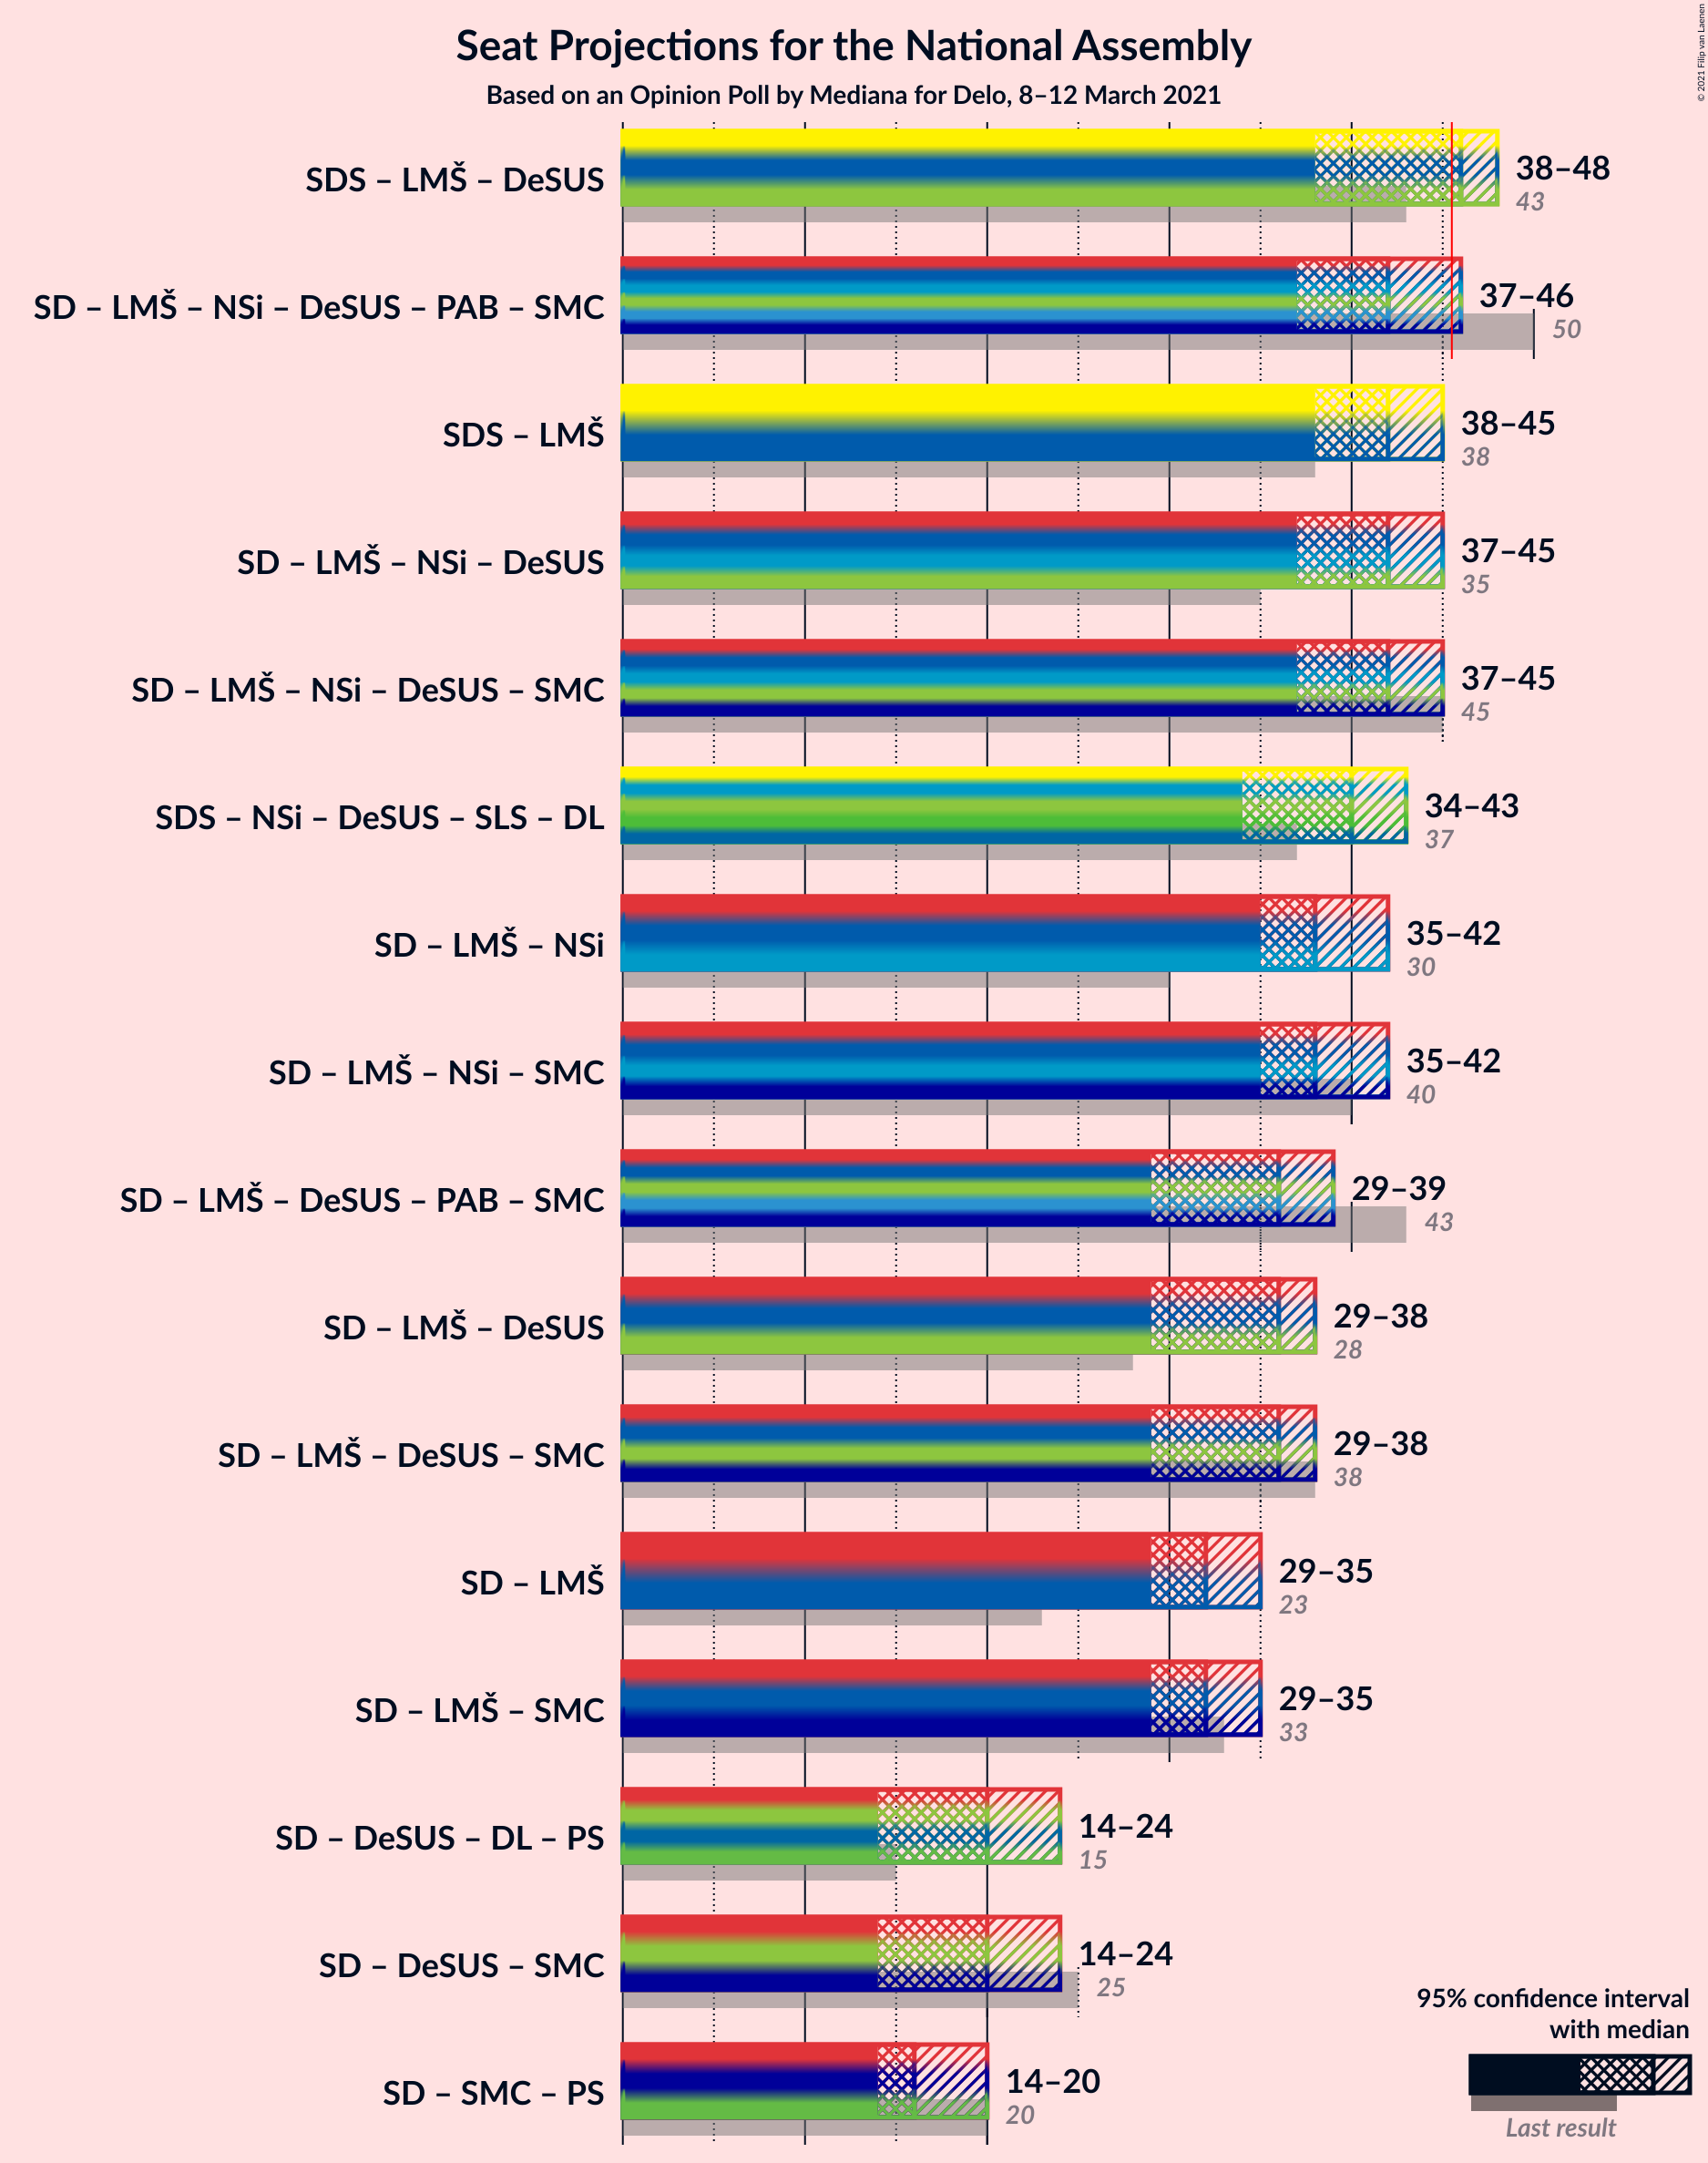 Seat Projections for the National Assembly
Based on an Opinion Poll by Mediana for Delo, 8–12 March 2021
© 2021 Filip van Laenen
SDS – LMŠ – DeSUS
38–48
43
SD – LMŠ – NSi – DeSUS – PAB – SMC
37–46
50
SDS – LMŠ
38–45
38
SD – LMŠ – NSi – DeSUS
37–45
35
SD – LMŠ – NSi – DeSUS – SMC
37–45
45
SDS – NSi – DeSUS – SLS – DL
34–43
37
SD – LMŠ – NSi
35–42
30
SD – LMŠ – NSi – SMC
35–42
40
SD – LMŠ – DeSUS – PAB – SMC
29–39
43
SD – LMŠ – DeSUS
29–38
28
SD – LMŠ – DeSUS – SMC
29–38
38
SD – LMŠ
29–35
23
SD – LMŠ – SMC
29–35
33
SD – DeSUS – DL – PS
14–24
15
SD – DeSUS – SMC
14–24
25
SD – SMC – PS
14–20
20
95% confidence interval
with median
Last result